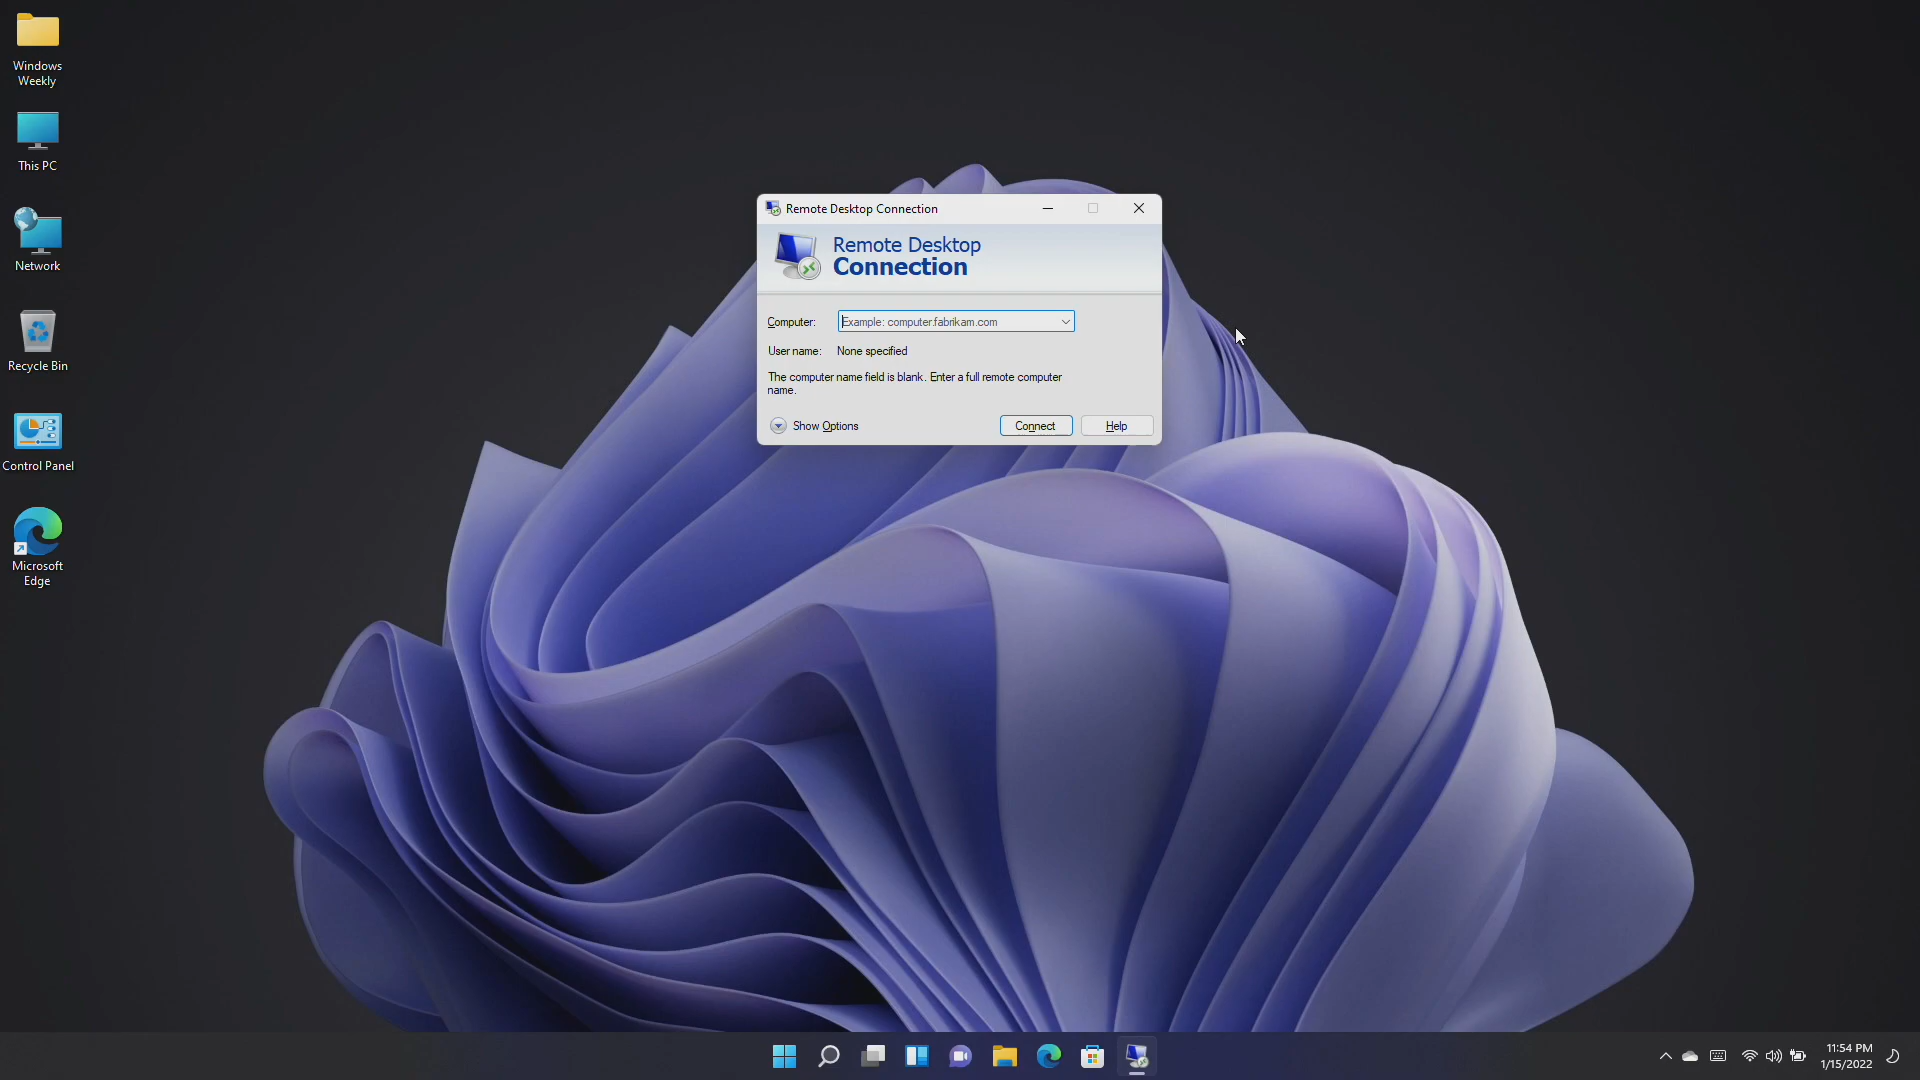 Windows
Weekly
This PC
Network
Recycle Bin
Control Panel
Microsoft
Edge
Remote Desktop Connection
Remote Desktop
Connection
Computer:
Example: computer.fabrikam.com
User name: None specified
The computer name field is blank. Enter a full remote computer
name.
Show Options
Connect
Help
11:54 PM
1/15/2022